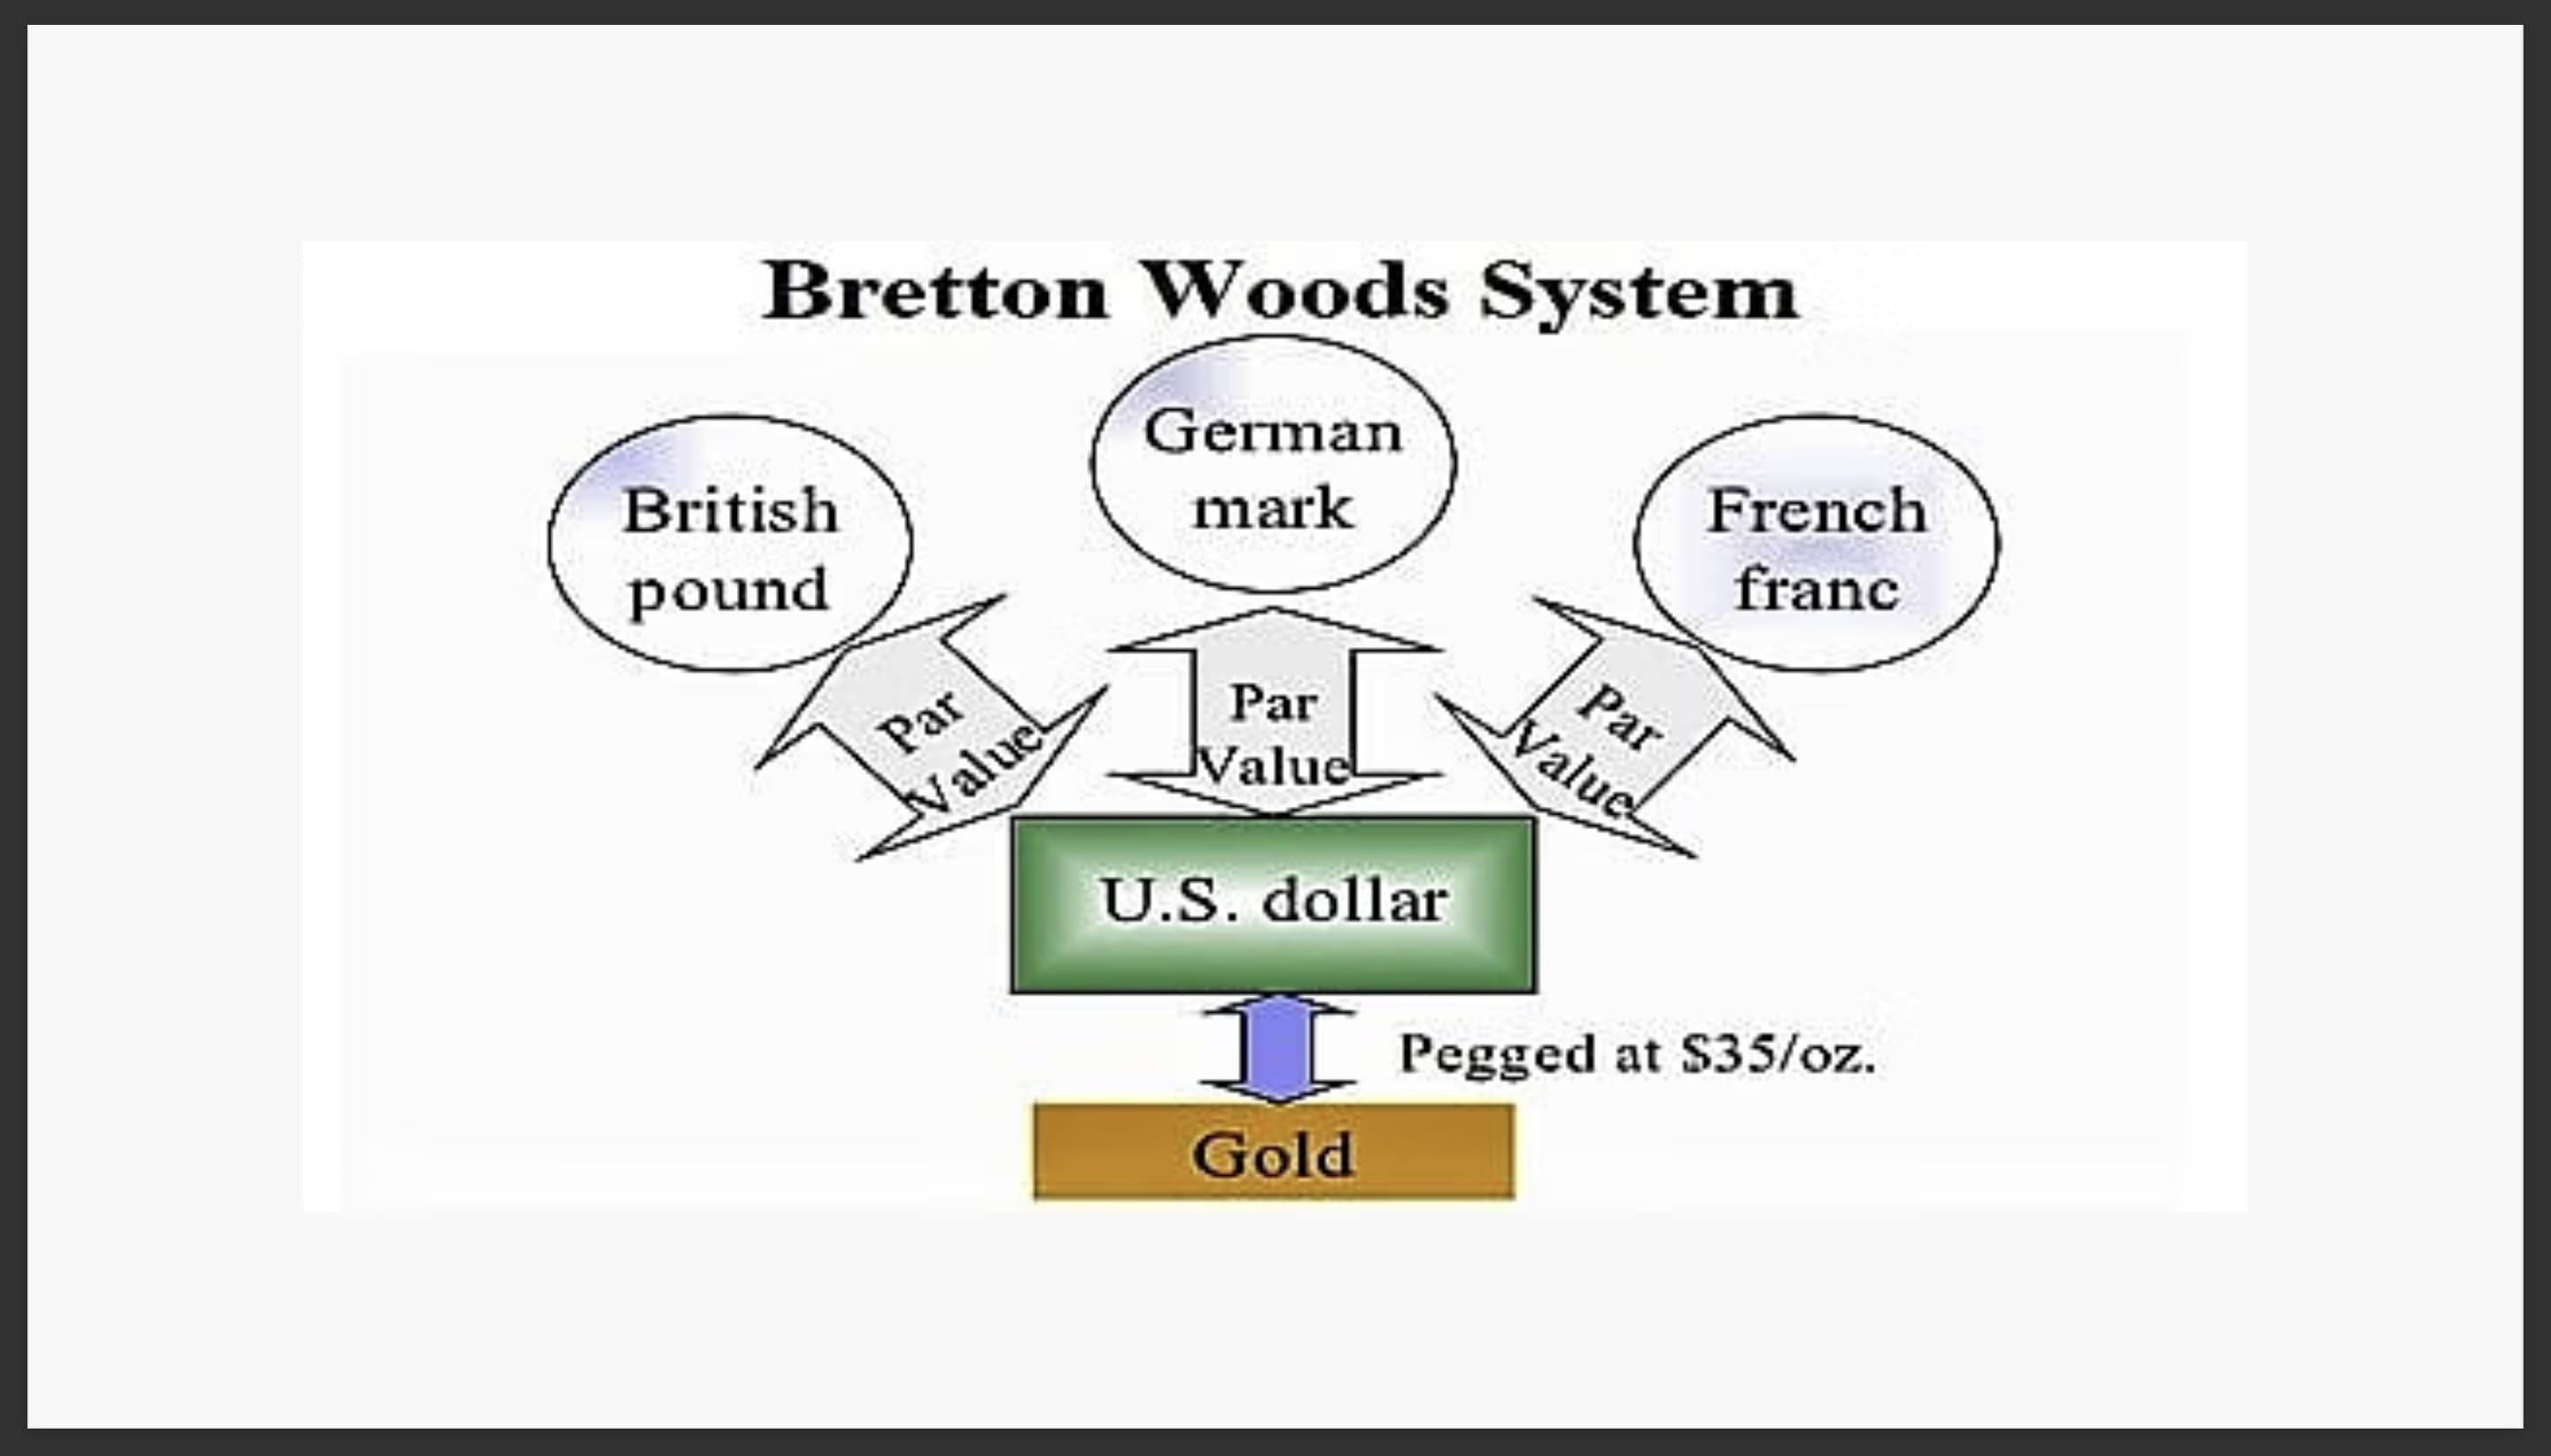 Bretton Woods System
British
pound
German
mark
French
franc
Par
Value
Par
Value
Par
Value
U.S. dollar
Pegged at $35/oz.
Gold